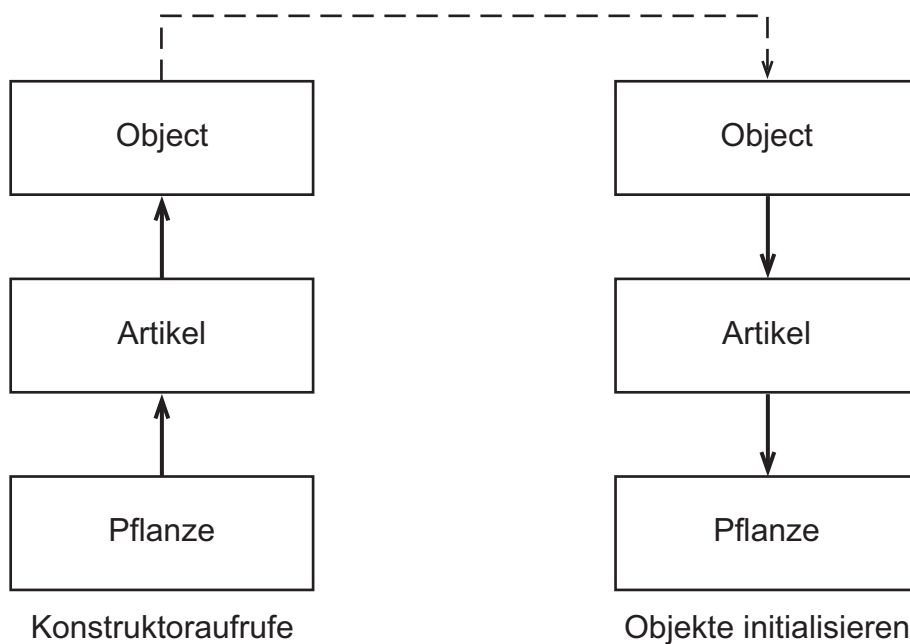 Object
Object
Artikel
Artikel
Pflanze
Pflanze
Konstruktoraufrufe
Objekte initialisieren